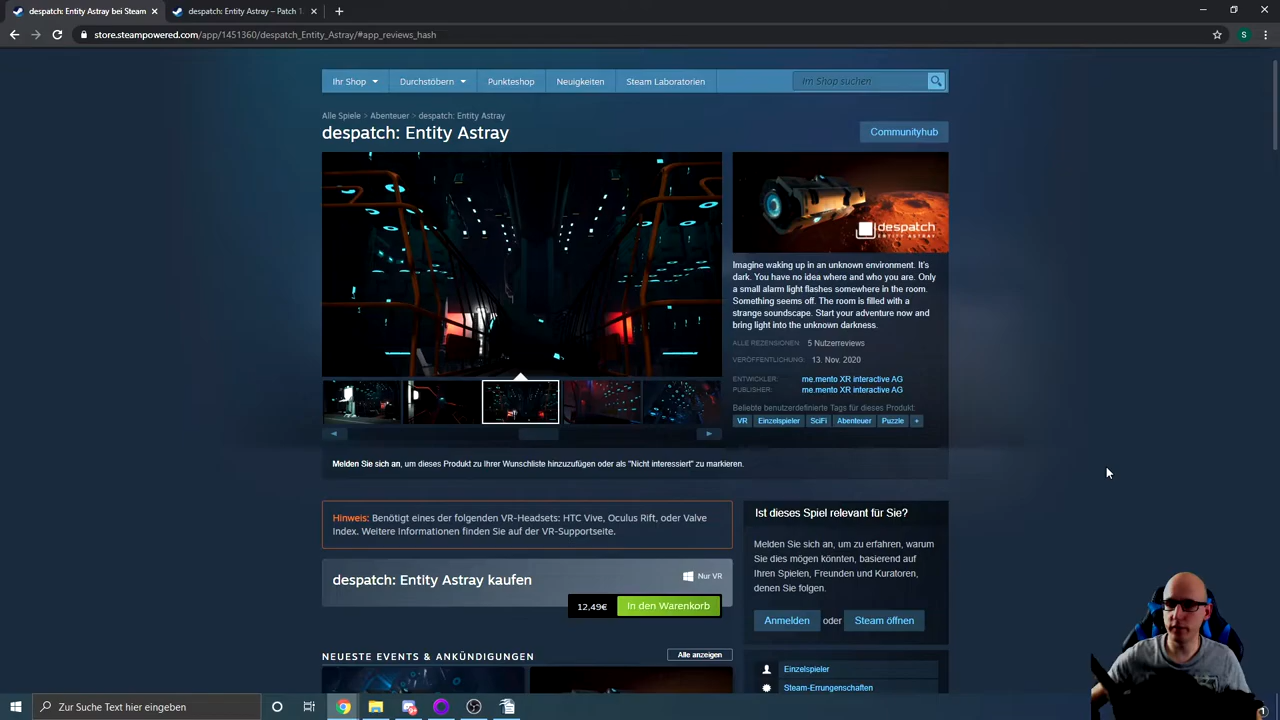 despatch: Entity Astray bei Steam
despatch: Entity Astray – Patch 1.
store.steampowered.com/app/1451360/despatch_Entity_Astray/#app_reviews_hash
S
Ihr Shop
Durchstöbern
Punkteshop
Neuigkeiten
Steam Laboratorien
Im Shop suchen
Alle Spiele > Abenteuer > despatch: Entity Astray
despatch: Entity Astray
Communityhub
despatch
ENTITY ASTRAY
Imagine waking up in an unknown environment. It's
dark. You have no idea where and who you are. Only
a small alarm light flashes somewhere in the room.
Something seems off. The room is filled with a
strange soundscape. Start your adventure now and
bring light into the unknown darkness.
ALLE REZENSIONEN: 5 Nutzerreviews
VERÖFFENTLICHUNG: 13. Nov. 2020
ENTWICKLER: me.mento XR interactive AG
PUBLISHER: me.mento XR interactive AG
Beliebte benutzerdefinierte Tags für dieses Produkt:
VR Einzelspieler SciFi Abenteuer Puzzle +
Melden Sie sich an, um dieses Produkt zu Ihrer Wunschliste hinzuzufügen oder als "Nicht interessiert" zu markieren.
Hinweis: Benötigt eines der folgenden VR-Headsets: HTC Vive, Oculus Rift, oder Valve
Index. Weitere Informationen finden Sie auf der VR-Supportseite.
despatch: Entity Astray kaufen
Nur VR
12,49€
In den Warenkorb
Ist dieses Spiel relevant für Sie?
Melden Sie sich an, um zu erfahren, warum
Sie dies mögen könnten, basierend auf
Ihren Spielen, Freunden und Kuratoren,
denen Sie folgen.
Anmelden oder Steam öffnen
NEUESTE EVENTS & ANKÜNDIGUNGEN
Alle anzeigen
Einzelspieler
Steam-Errungenschaften
Zur Suche Text hier eingeben
1